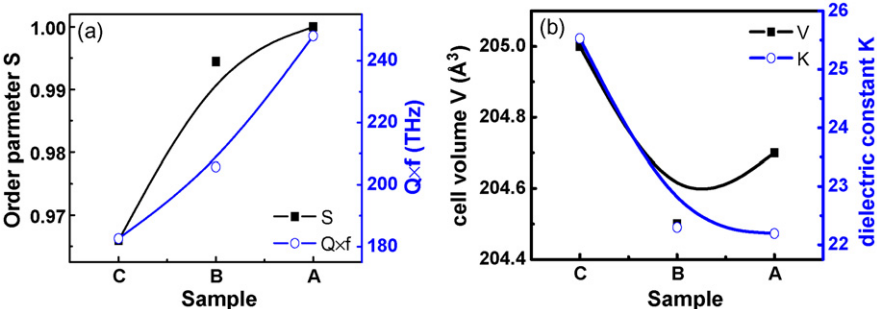 (a)
Order parmeter S
1.00
0.99
0.98
0.97
S
Q×f
C B A
Sample
240
220
200
180
Q×f (THz)
(b)
cell volume V (Å³)
205.0
204.8
204.6
204.4
V
K
C B A
Sample
26
25
24
23
22
dielectric constant K